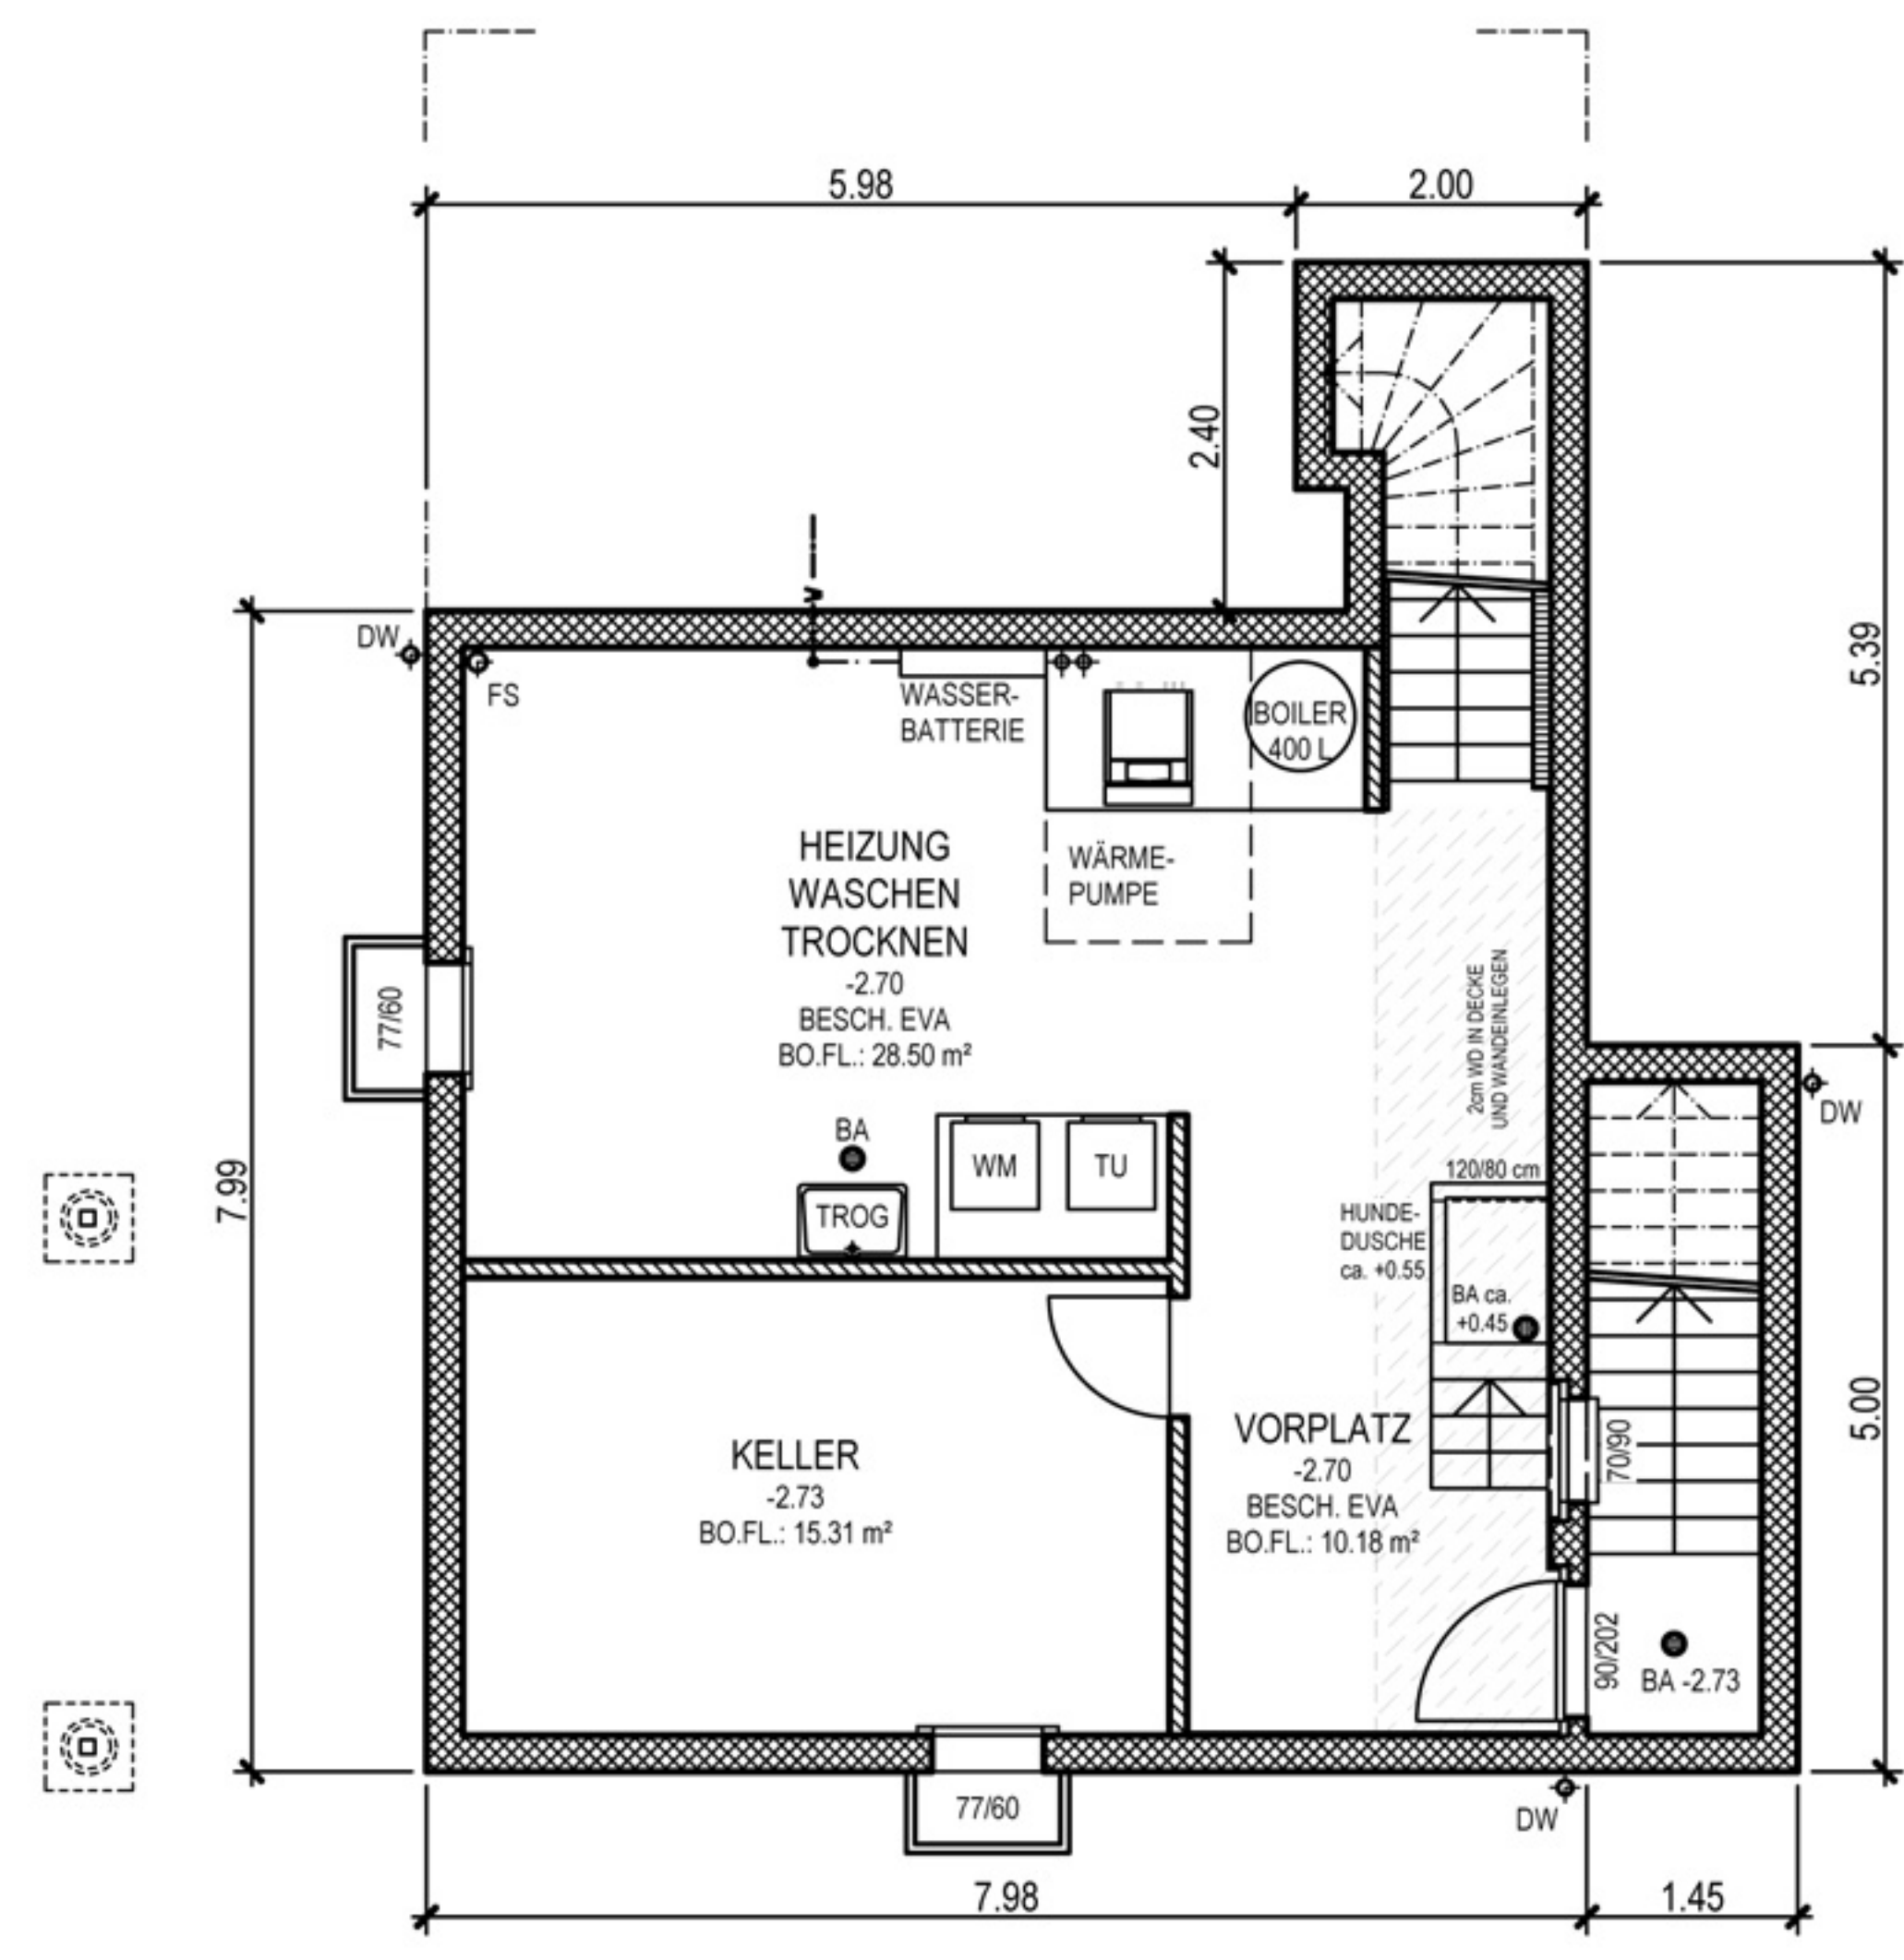 5.98
2.00
2.40
5.39
DW
FS
WASSER-
BATTERIE
BOILER
400 L
WÄRME-
PUMPE
HEIZUNG
WASCHEN
TROCKNEN
-2.70
BESCH. EVA
BO.FL.: 28.50 m²
77/60
2cm WD IN DECKE
UND WANDEINLEGEN
DW
BA
WM
TU
TROG
120/80 cm
HUNDE-
DUSCHE
ca. +0.55
BA ca.
+0.45
7.99
KELLER
-2.73
BO.FL.: 15.31 m²
VORPLATZ
-2.70
BESCH. EVA
BO.FL.: 10.18 m²
70/90
5.00
90/202
BA -2.73
77/60
DW
7.98
1.45